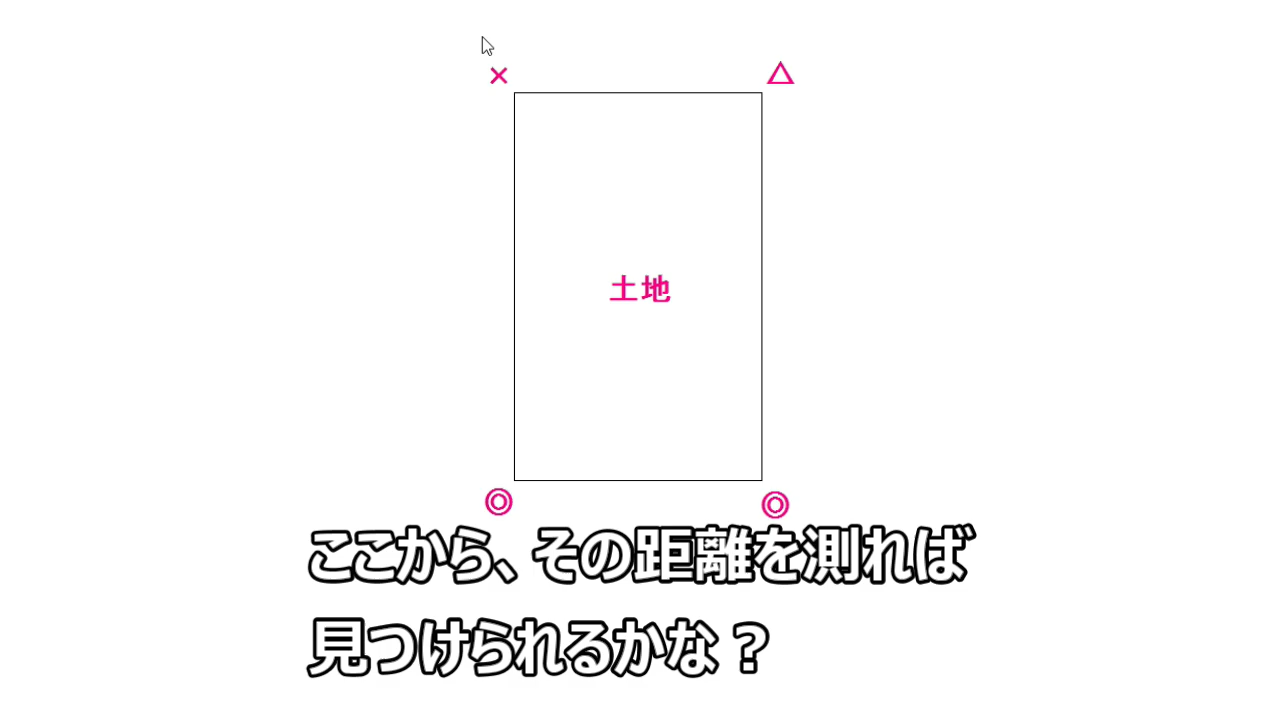 × △
土地
◎ ◎
ここから、その距離を測れば
見つけられるかな？